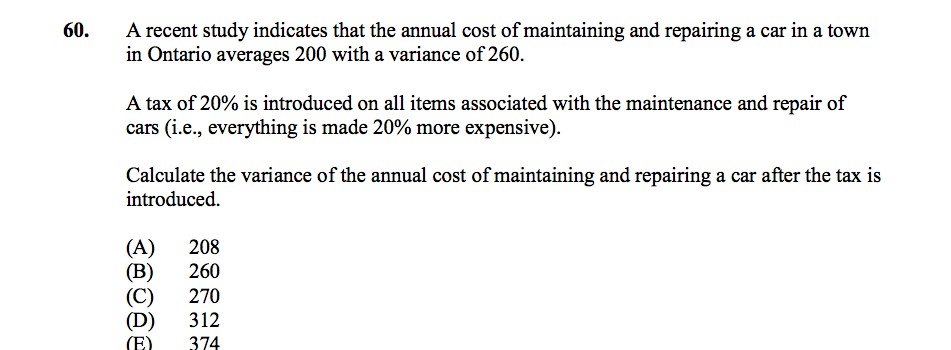 60. A recent study indicates that the annual cost of maintaining and repairing a car in a town
in Ontario averages 200 with a variance of 260.
A tax of 20% is introduced on all items associated with the maintenance and repair of
cars (i.e., everything is made 20% more expensive).
Calculate the variance of the annual cost of maintaining and repairing a car after the tax is
introduced.
(A) 208
(B) 260
(C) 270
(D) 312
(E) 374